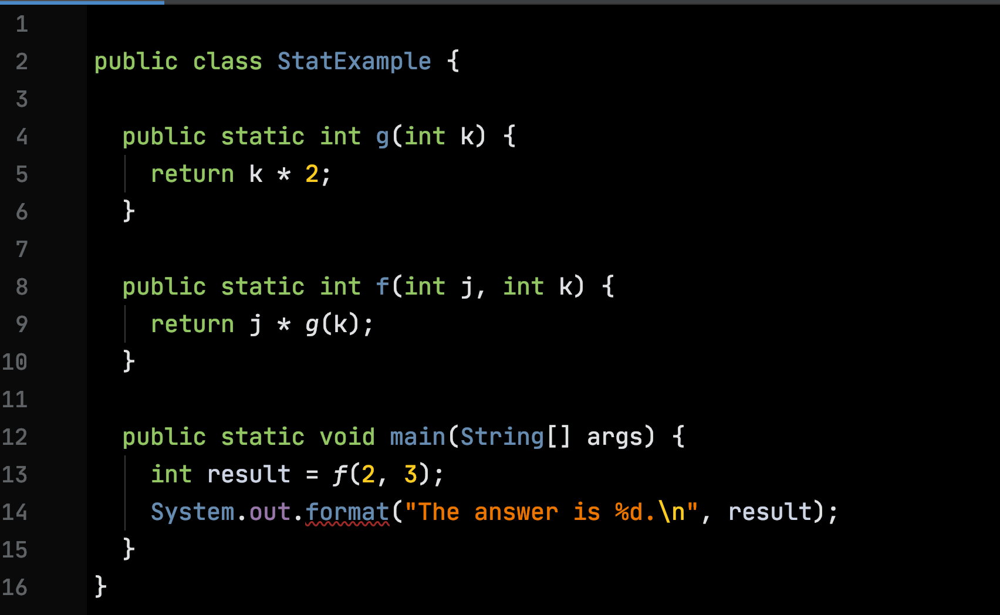 1
2 public class StatExample {
3
4   public static int g(int k) {
5     return k * 2;
6   }
7
8   public static int f(int j, int k) {
9     return j * g(k);
10   }
11
12   public static void main(String[] args) {
13     int result = f(2, 3);
14     System.out.format("The answer is %d.\n", result);
15   }
16 }